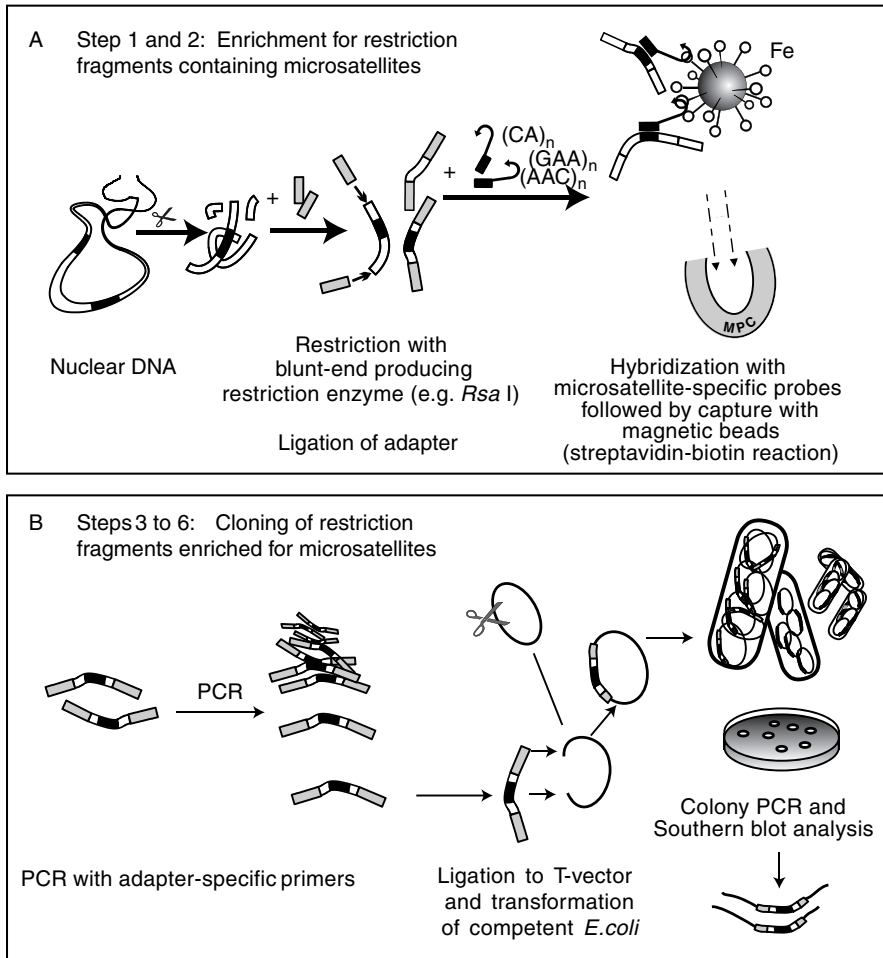 A Step 1 and 2: Enrichment for restriction
fragments containing microsatellites
Fe
+
+
(CA)n
(GAA)n
(AAC)n
MPC
Nuclear DNA
Restriction with
blunt-end producing
restriction enzyme (e.g. Rsa I)
Ligation of adapter
Hybridization with
microsatellite-specific probes
followed by capture with
magnetic beads
(streptavidin-biotin reaction)
B Steps 3 to 6: Cloning of restriction
fragments enriched for microsatellites
PCR
PCR with adapter-specific primers
Ligation to T-vector
and transformation
of competent E.coli
Colony PCR and
Southern blot analysis